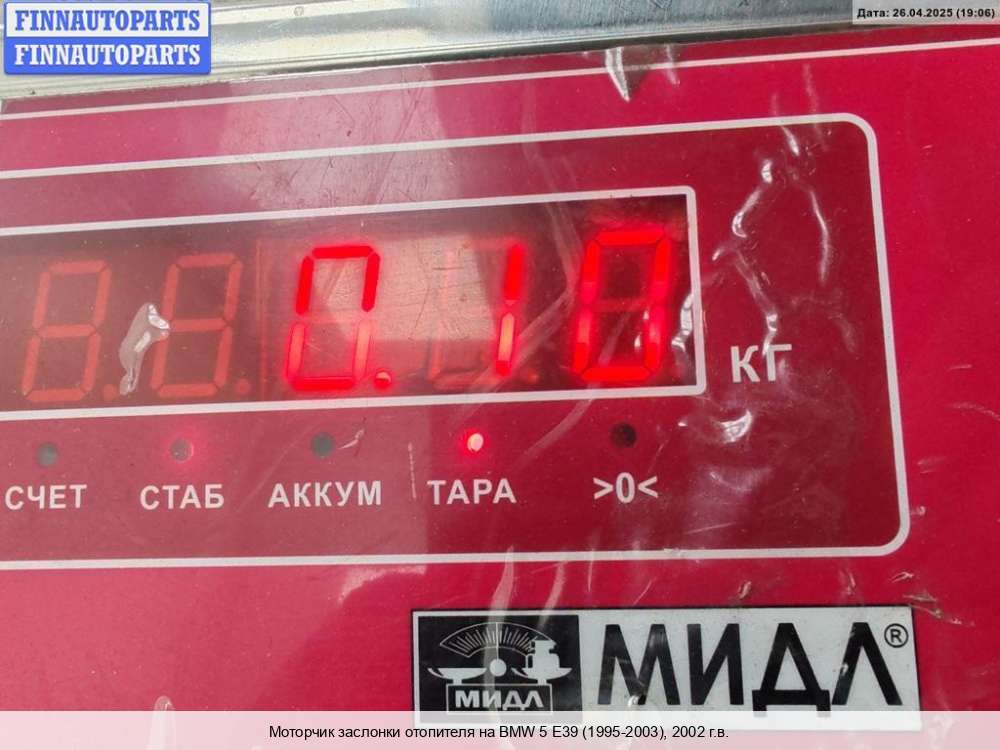 FINNAUTOPARTS
FINNAUTOPARTS
Дата: 26.04.2025 (19:06)
0.10
КГ
СЧЕТ СТАБ АККУМ ТАРА >0<
МИДЛ
МИДЛ®
Моторчик заслонки отопителя на BMW 5 E39 (1995-2003), 2002 г.в.